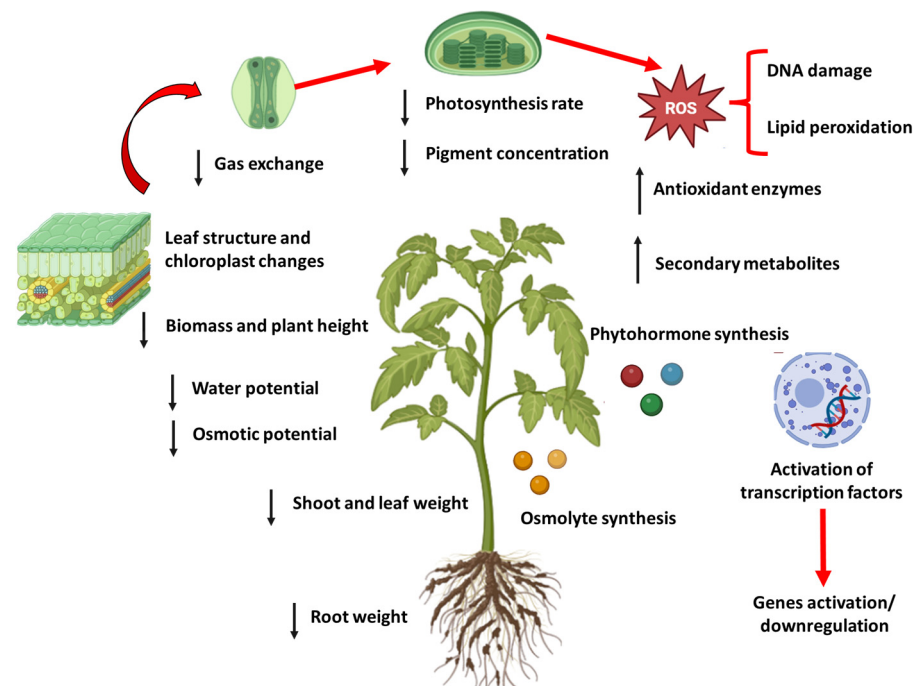 ROS
DNA damage
Lipid peroxidation
Photosynthesis rate
Pigment concentration
Gas exchange
Antioxidant enzymes
Leaf structure and
chloroplast changes
Secondary metabolites
Biomass and plant height
Phytohormone synthesis
Water potential
Osmotic potential
Activation of
transcription factors
Shoot and leaf weight
Osmolyte synthesis
Root weight
Genes activation/
downregulation